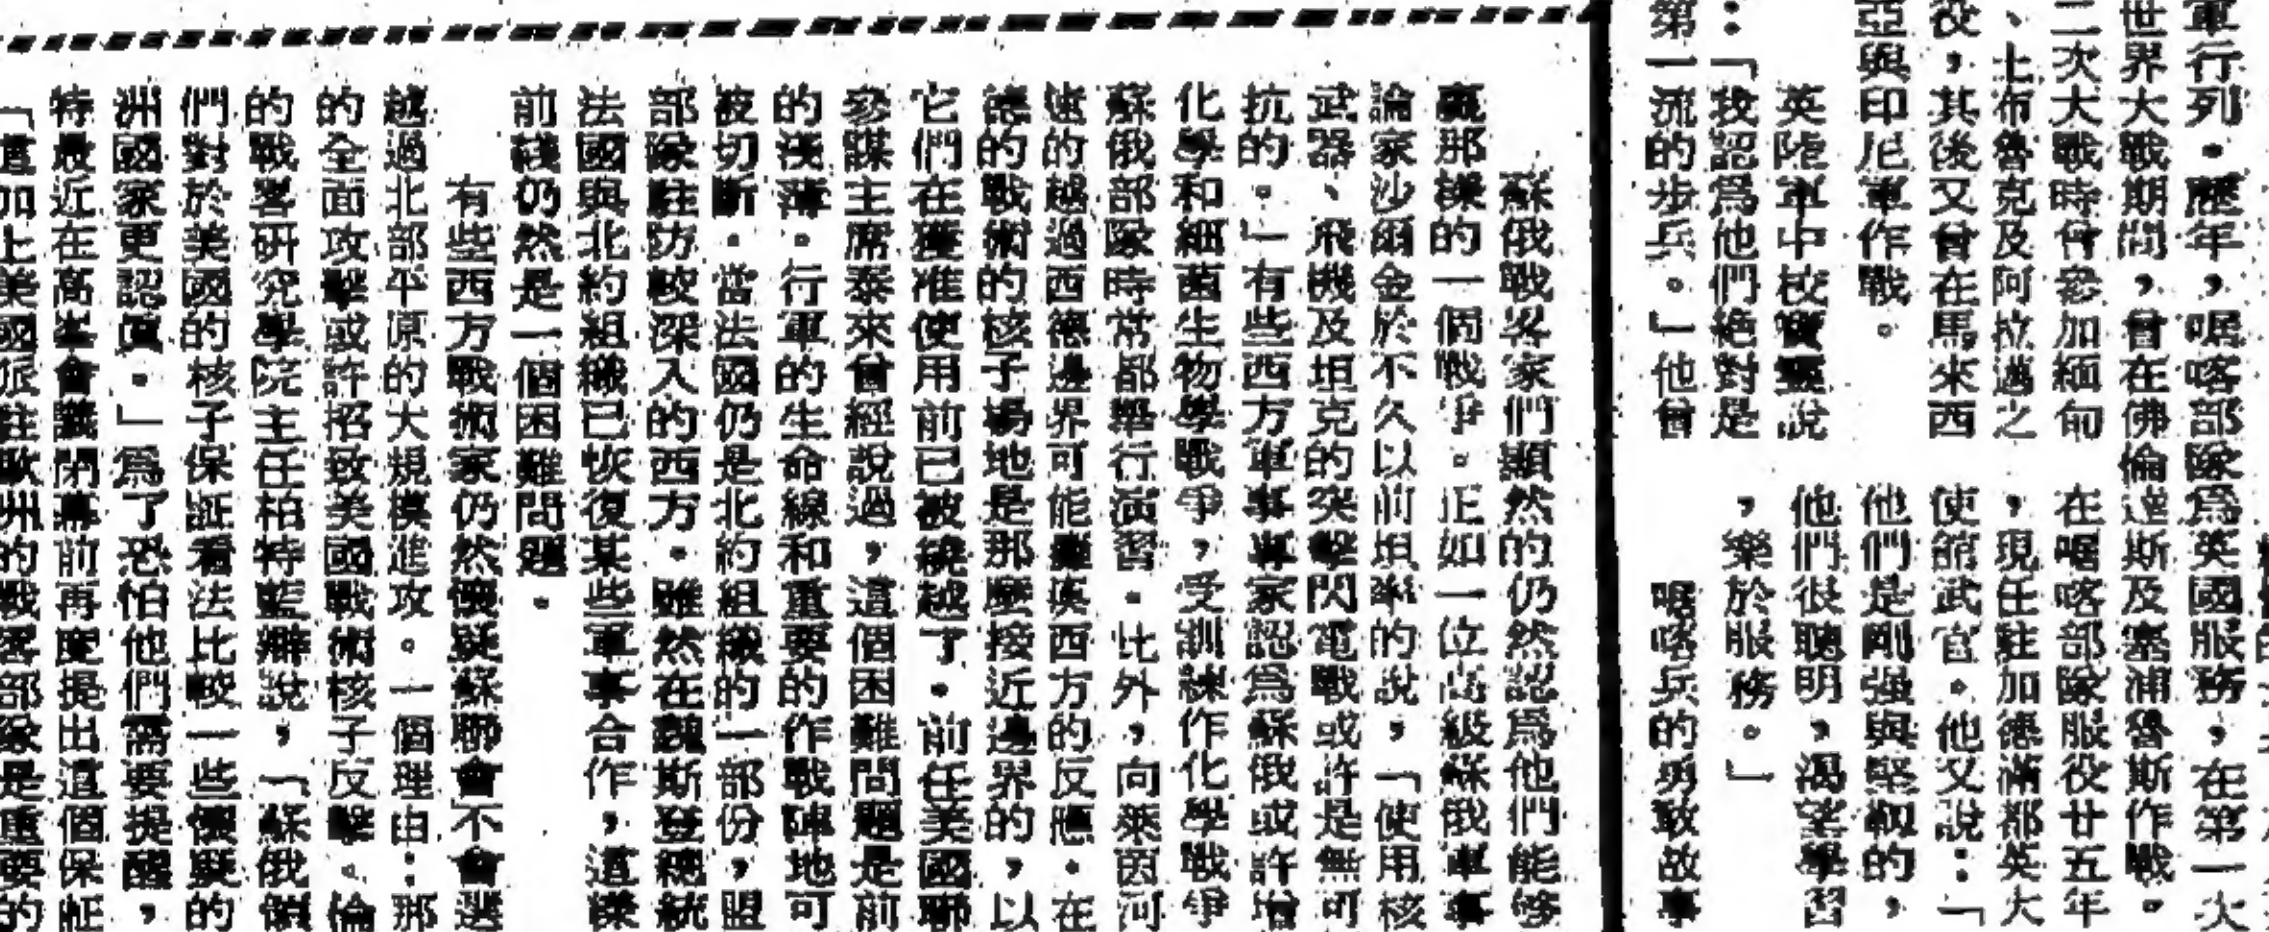 軍行列。歷年，喀喀部隊爲英國服務，在第一次
世界大戰期間，曾在佛倫達斯及塞浦魯斯作戰。
二次大戰時曾參加緬甸
、土布魯克及阿拉邁之
役，其後又曾在馬來西
亞與印尼軍作戰。
英陸軍中校寶靈說
：「我認爲他們絕對是
第一流的步兵。」他曾
在喀喀部隊服役廿五年
，現任駐加德滿都英大
使館武官。他又說：「
他們是剛强與堅韌的，
他們很聰明，渴望學習
，樂於服務。」
喀喀兵的勇敢故事
蘇俄戰畧家們顯然的仍然認爲他們能够
贏那樣的一個戰爭。正如一位高級蘇俄軍事
論家沙爾金於不久以前坦率的說，「使用核
武器、飛機及坦克的突擊閃電戰或許是無可
抗的。」有些西方軍事專家認爲蘇俄或許增
化學和細菌生物學戰爭，受訓練作化學戰爭
蘇俄部隊時常都舉行演習。此外，向萊茵河
速的越過西德邊界可能癱瘓西方的反應。在
德的戰術的核子場地是那麼接近邊界的，以
它們在獲准使用前已被繞越了。前任美國聯
參謀主席泰來曾經說過，這個困難問題是前
的淺薄。行軍的生命線和重要的作戰陣地可
被切斷。當法國仍是北約組織的一部份，盟
部隊駐防較深入的西方。雖然在魏斯登總統
法國與北約組織已恢復某些軍事合作，這樣
前綫仍然是一個困難問題。
有些西方戰術家仍然懷疑蘇聯會不會選
越過北部平原的大規模進攻。一個理由：那
的全面攻擊或許招致美國戰術核子反擊。倫
的戰畧研究學院主任柏特藍辯說，「蘇俄領
們對於美國的核子保証看法比較一些懷疑的
洲國家更認眞。」爲了恐怕他們需要提醒，
特最近在高峯會議閉幕前再度提出這個保証
「這加上美國派駐歐洲的戰畧部隊是重要的